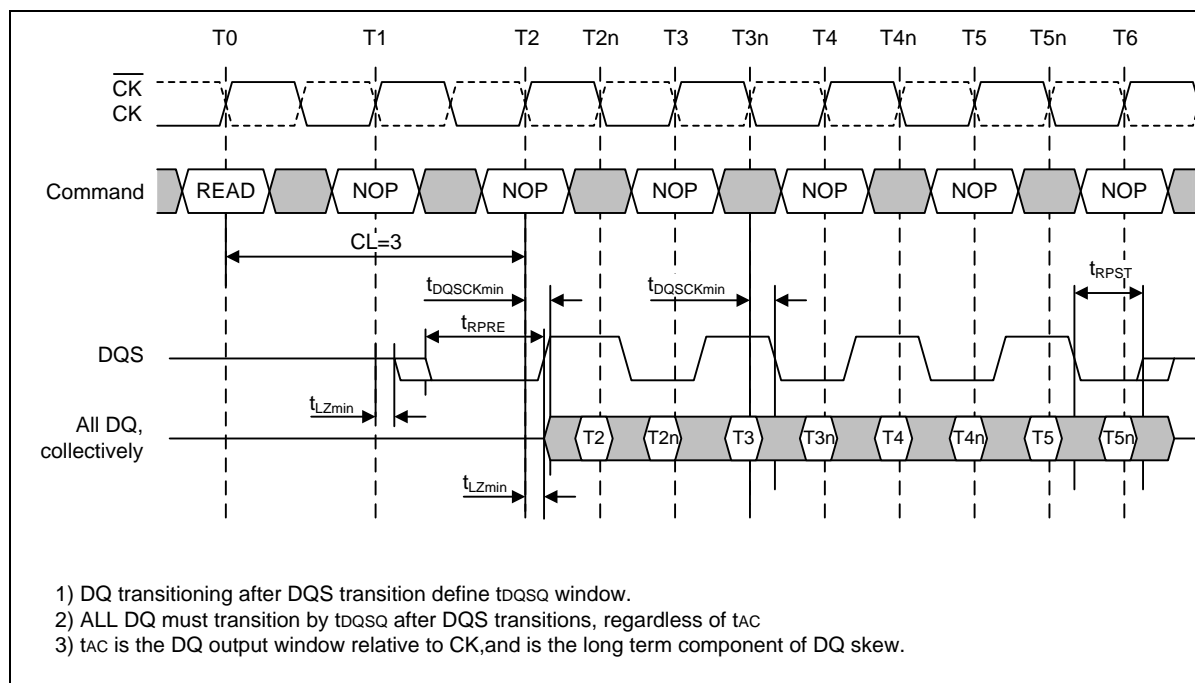 T0 T1 T2 T2n T3 T3n T4 T4n T5 T5n T6
CK
CK
Command READ NOP NOP NOP NOP NOP NOP
CL=3
tDQSCKmin tDQSCKmin tRPST
tRPRE
DQS
tLZmin
All DQ,
collectively
T2 T2n T3 T3n T4 T4n T5 T5n
tLZmin
1) DQ transitioning after DQS transition define tDQSQ window.
2) ALL DQ must transition by tDQSQ after DQS transitions, regardless of tAC
3) tAC is the DQ output window relative to CK,and is the long term component of DQ skew.